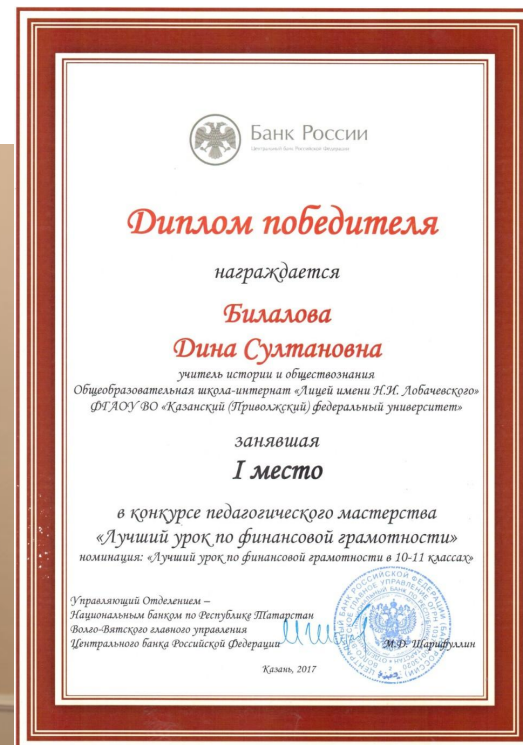 Банк России
Центральный банк Российской Федерации
Диплом победителя
награждается
Билалова
Дина Султановна
учитель истории и обществознания
Общеобразовательная школа-интернат «Лицей имени Н.И. Лобачевского»
ФГАОУ ВО «Казанский (Приволжский) федеральный университет»
занявшая
I место
в конкурсе педагогического мастерства
«Лучший урок по финансовой грамотности»
номинация: «Лучший урок по финансовой грамотности в 10-11 классах»
Управляющий Отделением –
Национальным банком по Республике Татарстан
Волго-Вятского главного управления
Центрального банка Российской Федерации
М.Д. Шарифуллин
Казань, 2017